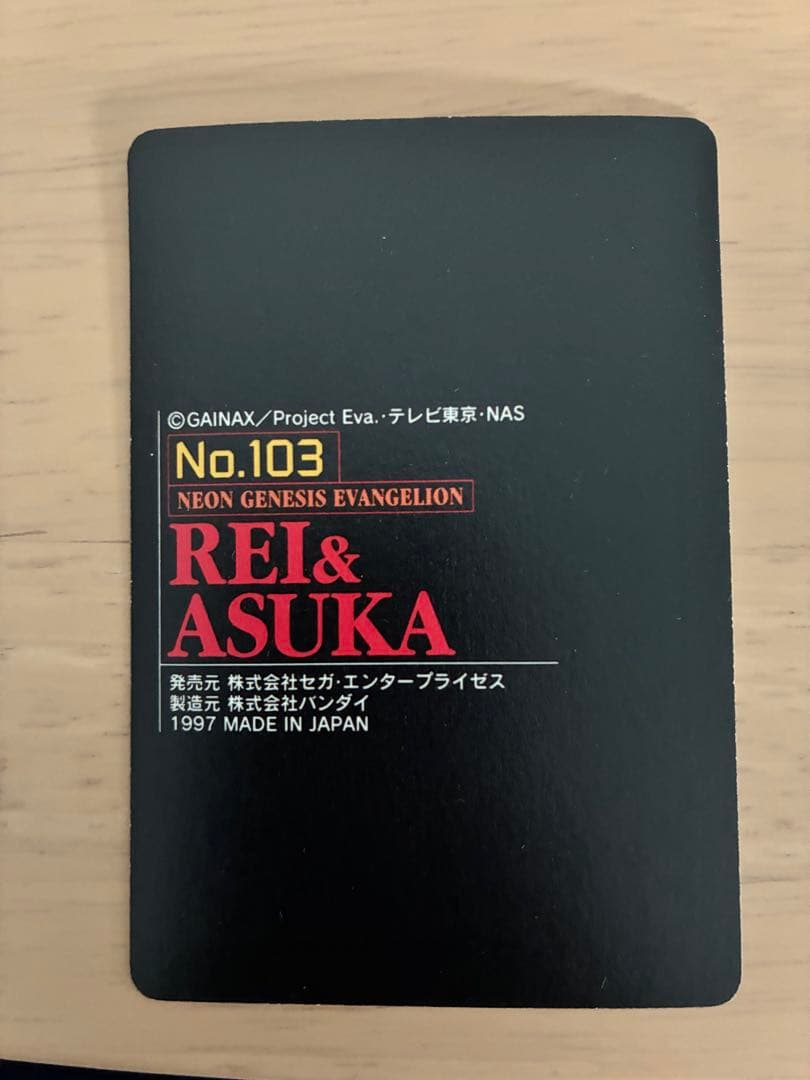 ©GAINAX／Project Eva.・テレビ東京・NAS
No.103
NEON GENESIS EVANGELION
REI&
ASUKA
発売元 株式会社セガ・エンタープライゼス
製造元 株式会社バンダイ
1997 MADE IN JAPAN